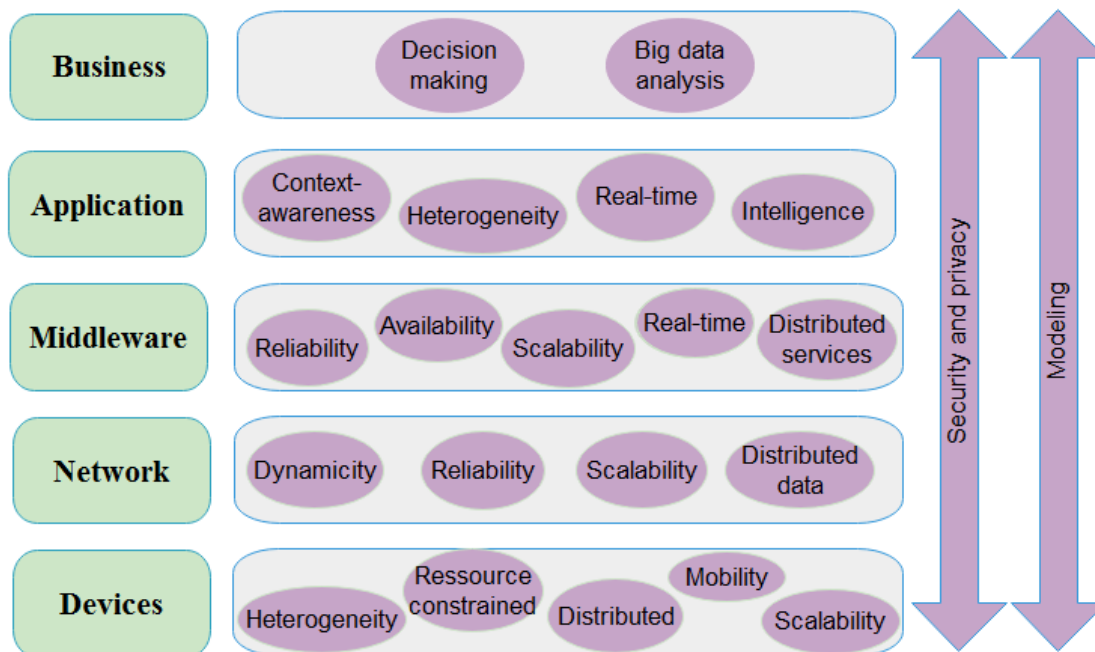 Business
Decision
making
Big data
analysis
Application
Context-
awareness
Heterogeneity
Real-time
Intelligence
Middleware
Reliability
Availability
Scalability
Real-time
Distributed
services
Network
Dynamicity
Reliability
Scalability
Distributed
data
Devices
Heterogeneity
Ressource
constrained
Distributed
Mobility
Scalability
Security and privacy
Modeling